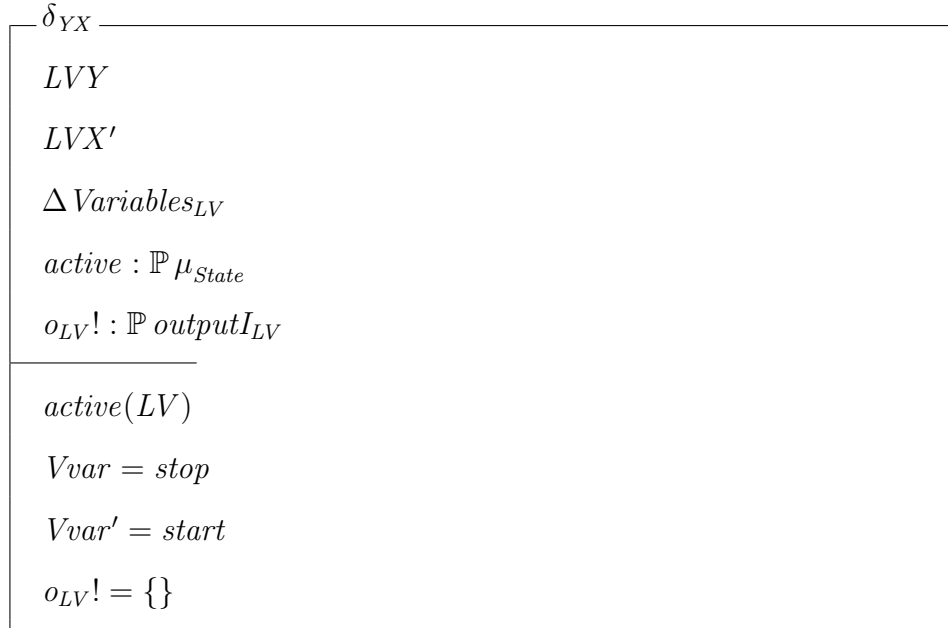 δ_{YX}
LVY
LVX′
Δ Variables_{LV}
active : ℙ μ_{State}
o_{LV}! : ℙ outputI_{LV}
active(LV)
Vvar = stop
Vvar′ = start
o_{LV}! = {}